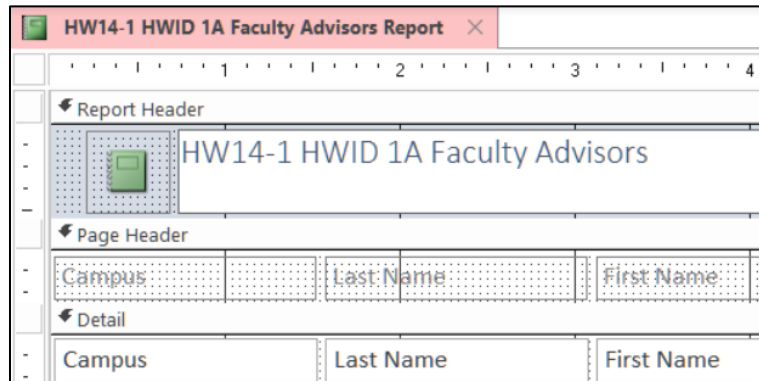 HW14-1 HWID 1A Faculty Advisors Report
1 2 3 4
Report Header
HW14-1 HWID 1A Faculty Advisors
Page Header
Campus Last Name First Name
Detail
Campus Last Name First Name